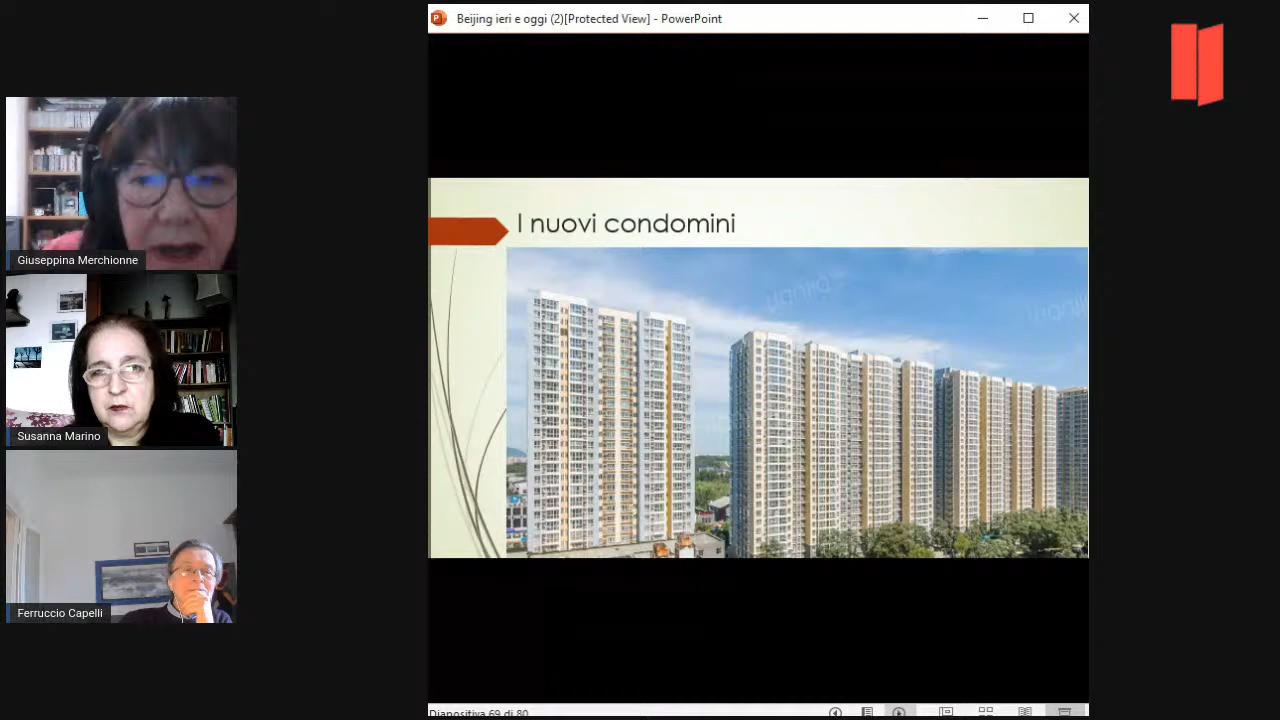 Beijing ieri e oggi (2)[Protected View] - PowerPoint
Giuseppina Merchionne
Susanna Marino
Ferruccio Capelli
I nuovi condomini
Diapositiva 69 di 80